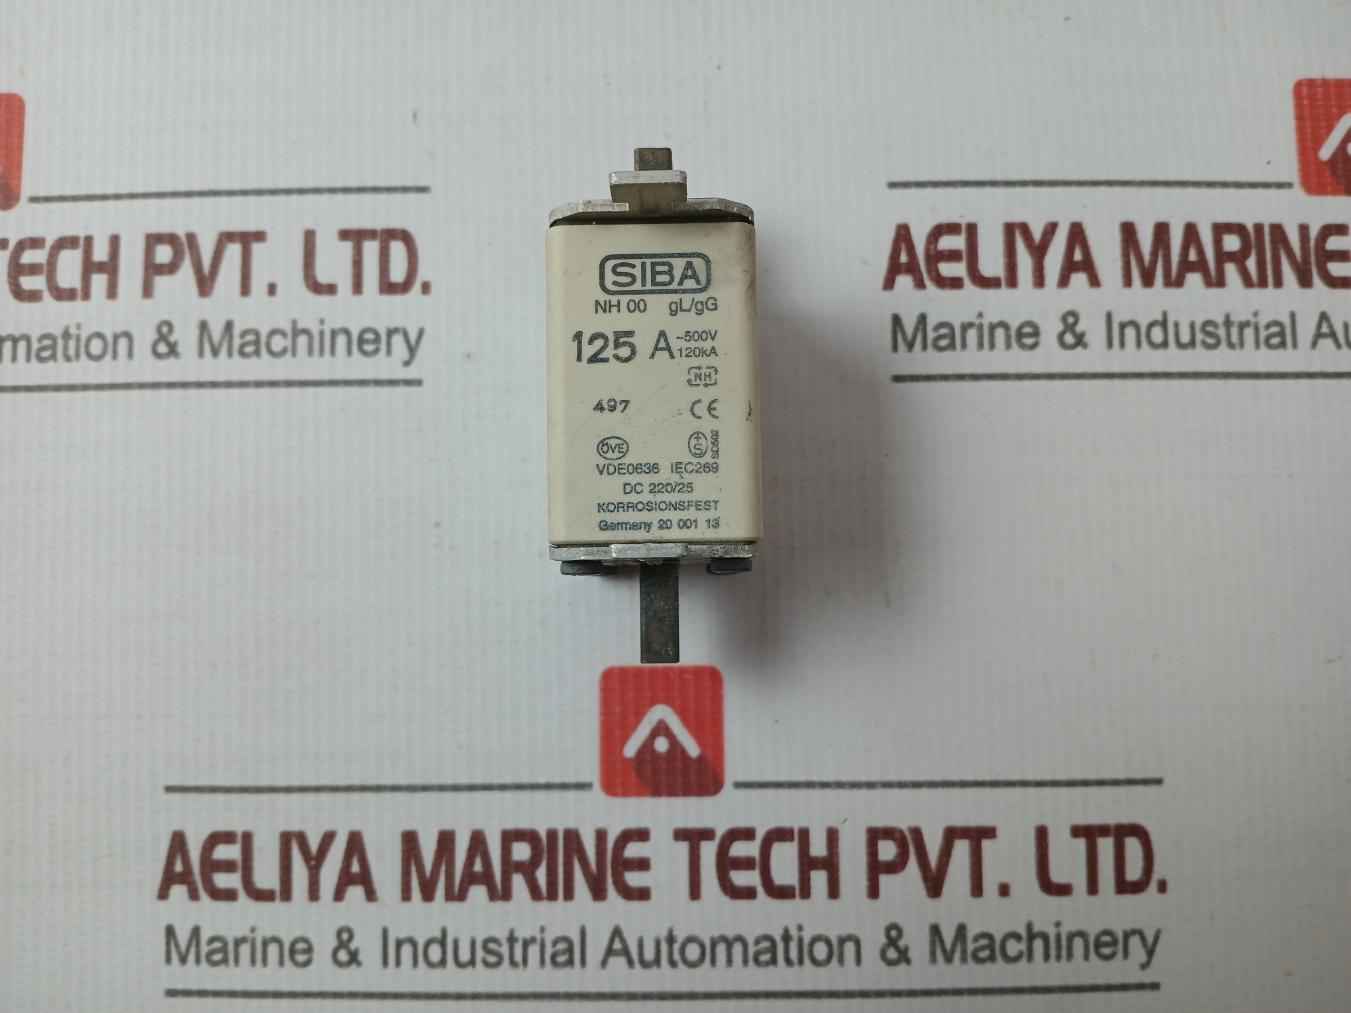 TECH PVT. LTD.
mation & Machinery
AELIYA MARINE
Marine & Industrial Au
SIBA
NH 00 gL/gG
125 A ~500V
120kA
NH
497 CE
ÖVE +S
VDE0636 IEC269
DC 220/25
KORROSIONSFEST
Germany 20 001 13
AELIYA MARINE TECH PVT. LTD.
Marine & Industrial Automation & Machinery